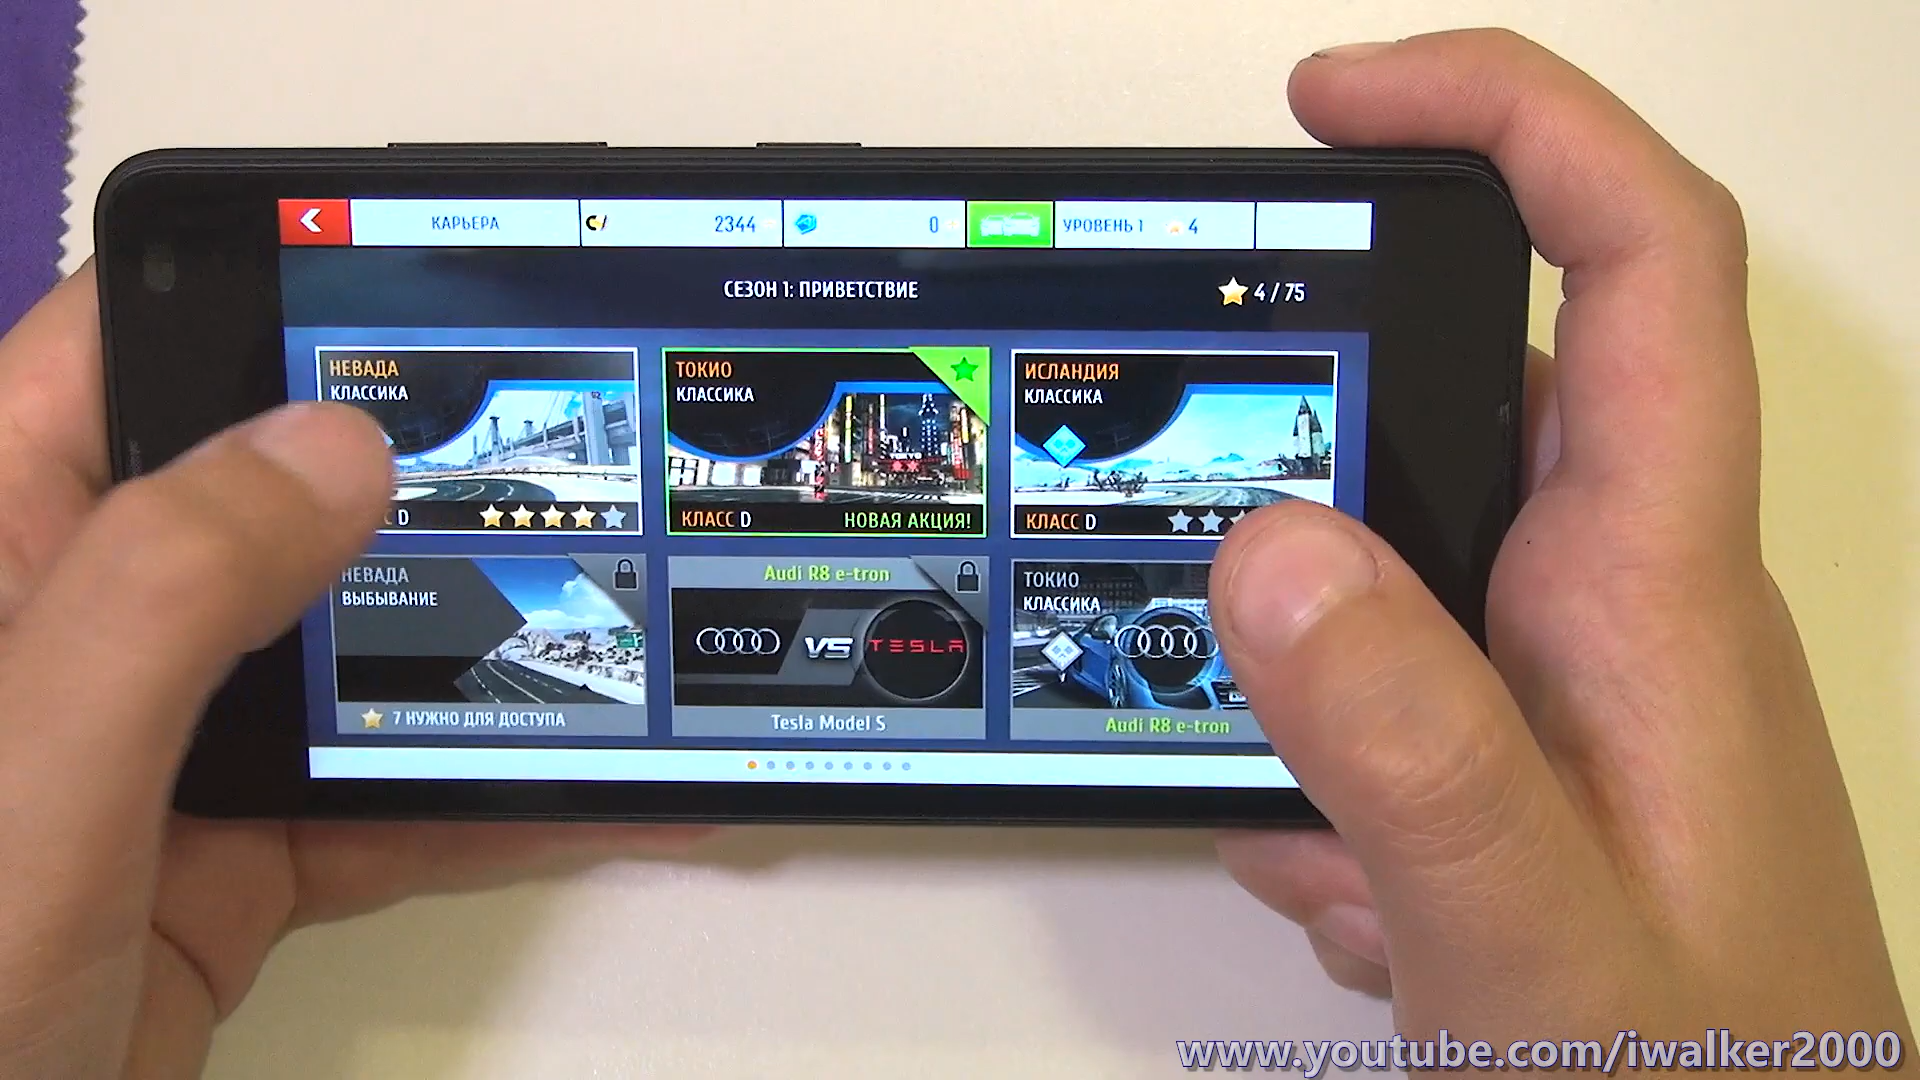 КАРЬЕРА
2344
0
УРОВЕНЬ 1
4
СЕЗОН 1: ПРИВЕТСТВИЕ
4 / 75
НЕВАДА
КЛАССИКА
D
ТОКИО
КЛАССИКА
TOKYO
КЛАСС D
НОВАЯ АКЦИЯ!
ИСЛАНДИЯ
КЛАССИКА
КЛАСС D
НЕВАДА
ВЫБЫВАНИЕ
7 НУЖНО ДЛЯ ДОСТУПА
Audi R8 e-tron
VS
TESLA
Tesla Model S
ТОКИО
КЛАССИКА
Audi R8 e-tron
www.youtube.com/iwalker2000